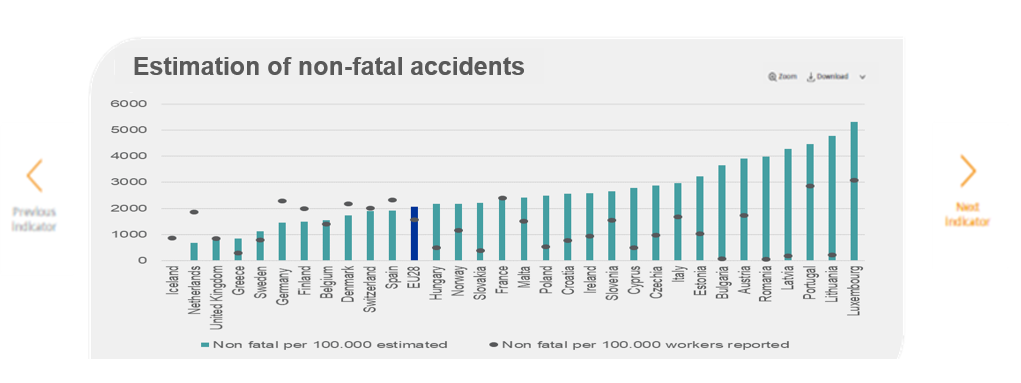 Estimation of non-fatal accidents
Zoom
Download
6000
5000
4000
3000
2000
1000
0
Previous
Indicator
Next
Indicator
Iceland
Netherlands
United Kingdom
Greece
Sweden
Germany
Finland
Belgium
Denmark
Switzerland
Spain
EU28
Hungary
Norway
Slovakia
France
Malta
Poland
Croatia
Ireland
Slovenia
Cyprus
Czechia
Italy
Estonia
Bulgaria
Austria
Romania
Latvia
Portugal
Lithuania
Luxembourg
Non fatal per 100.000 estimated
Non fatal per 100.000 workers reported